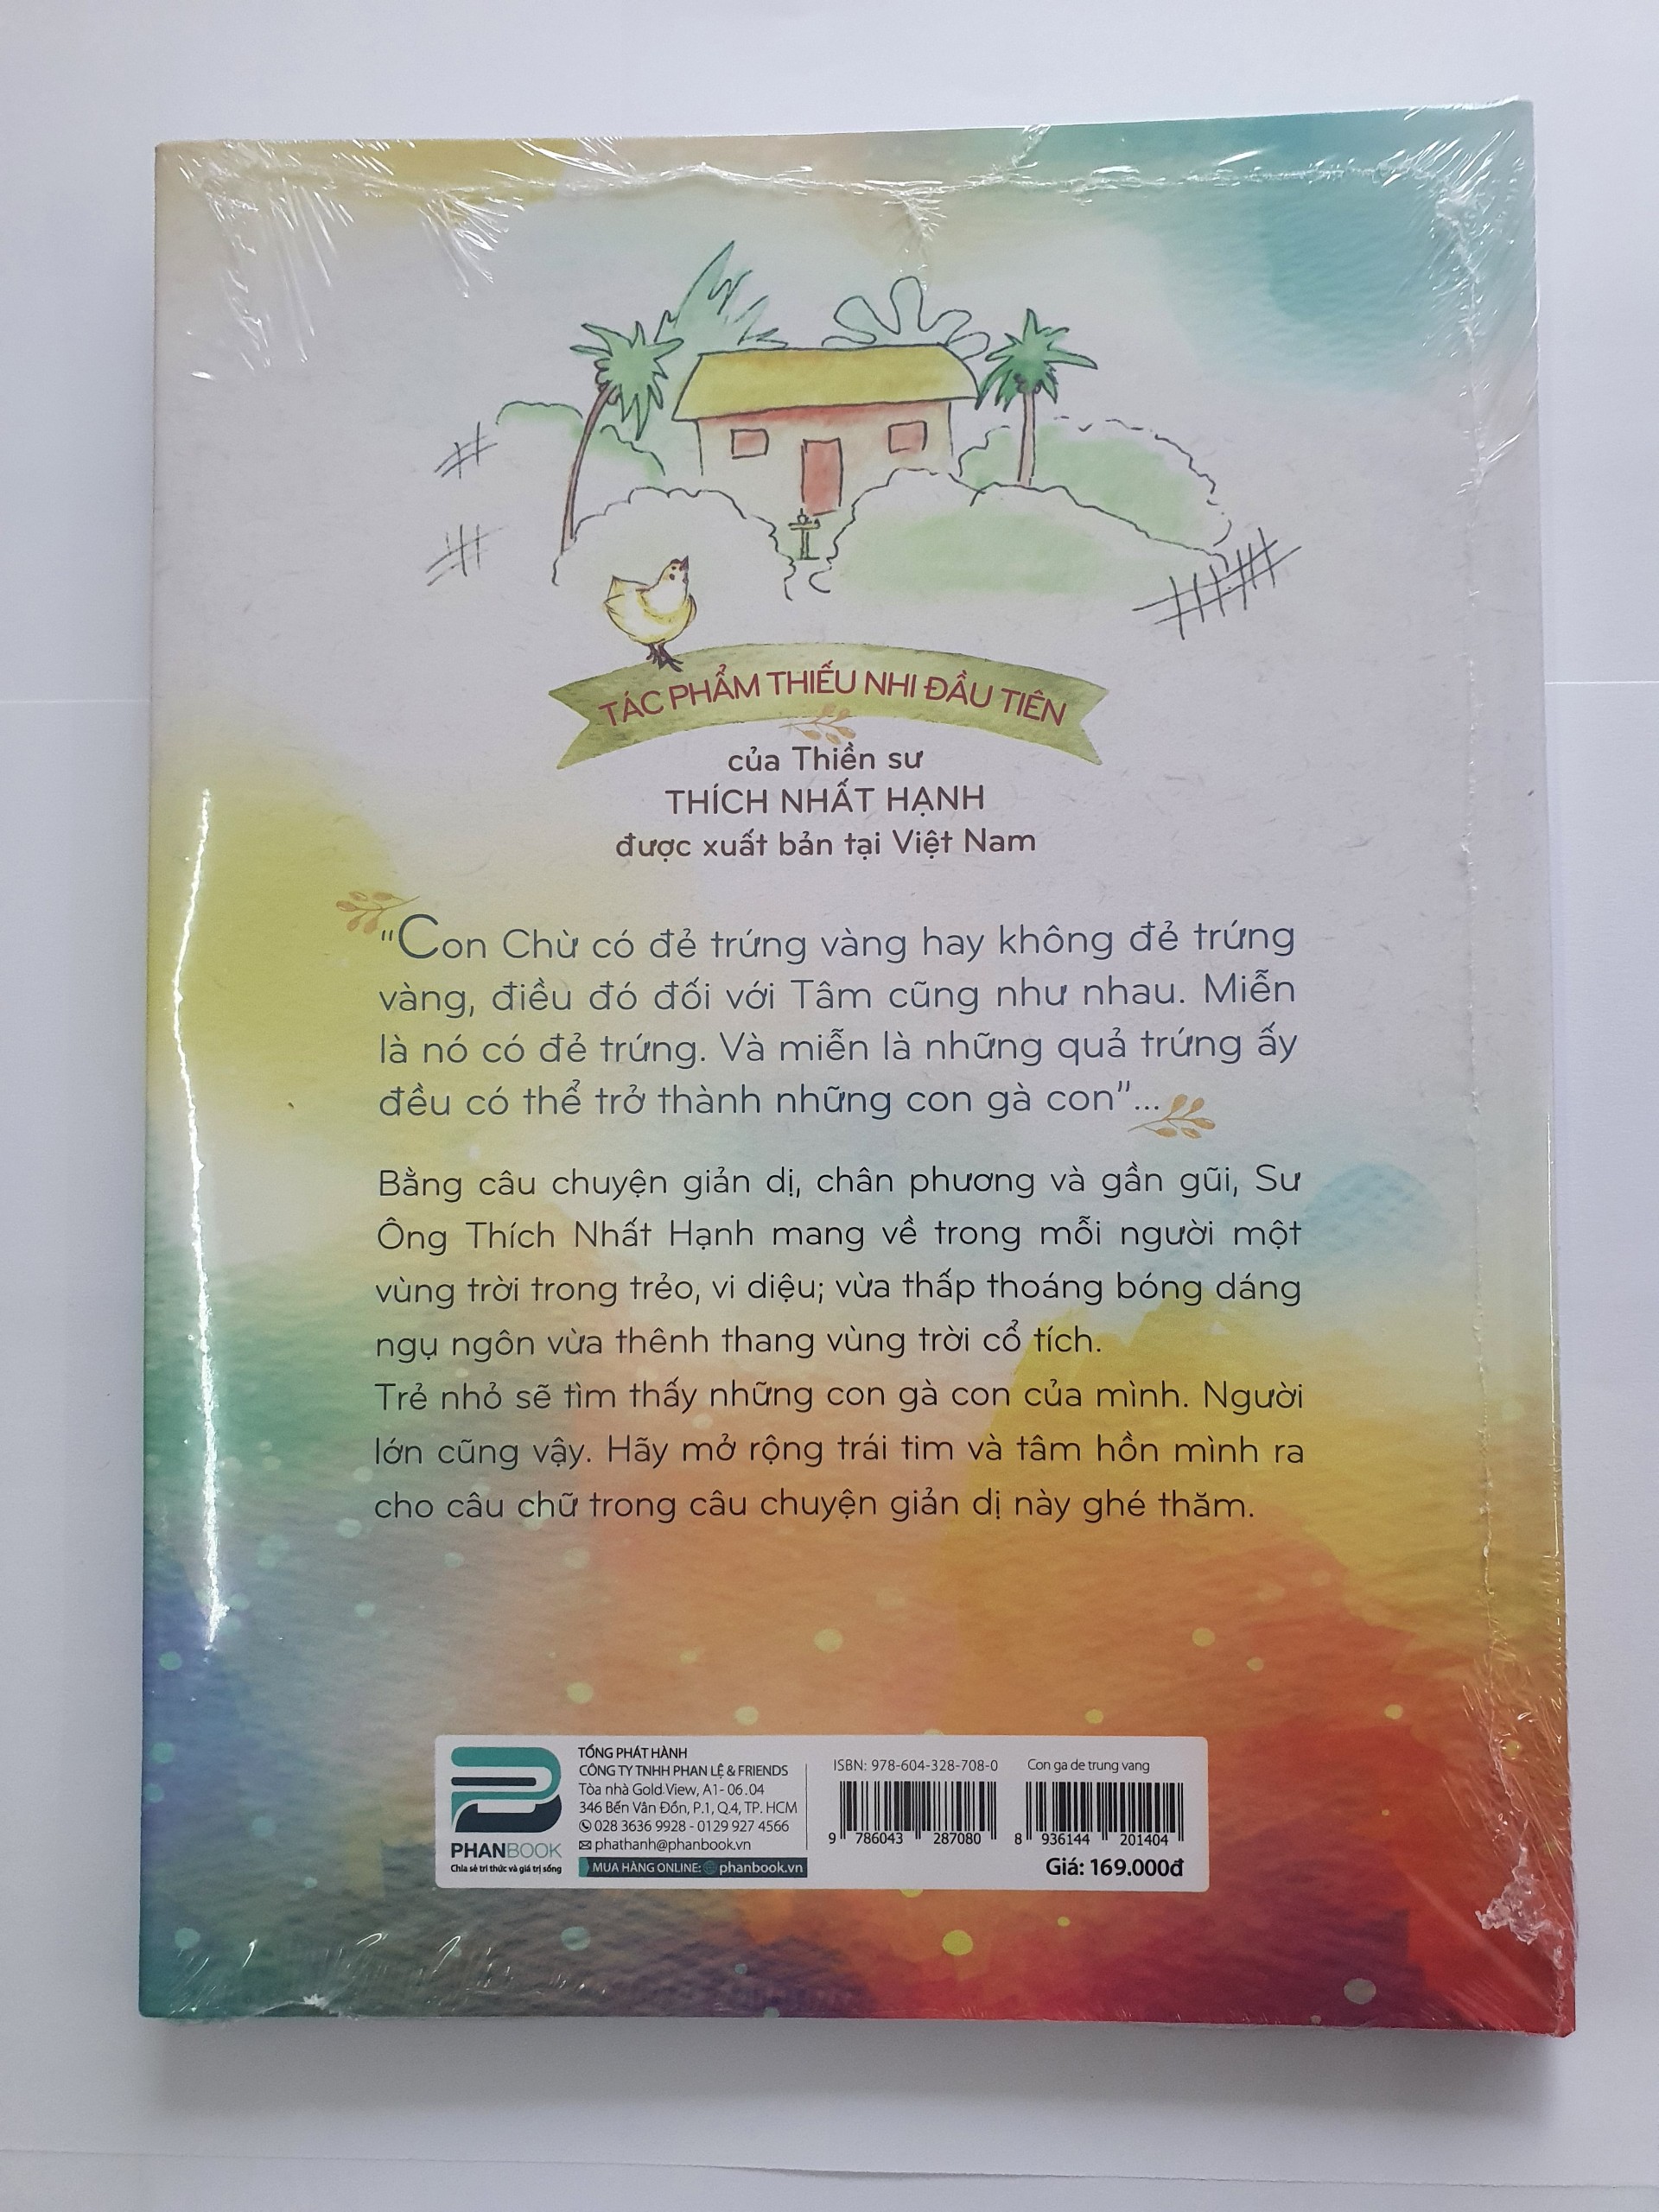 TÁC PHẨM THIẾU NHI ĐẦU TIÊN
của Thiền sư
THÍCH NHẤT HẠNH
được xuất bản tại Việt Nam
"Con Chừ có đẻ trứng vàng hay không đẻ trứng
vàng, điều đó đối với Tâm cũng như nhau. Miễn
là nó có đẻ trứng. Và miễn là những quả trứng ấy
đều có thể trở thành những con gà con"...
Bằng câu chuyện giản dị, chân phương và gần gũi, Sư
Ông Thích Nhất Hạnh mang về trong mỗi người một
vùng trời trong trẻo, vi diệu; vừa thấp thoáng bóng dáng
ngụ ngôn vừa thênh thang vùng trời cổ tích.
Trẻ nhỏ sẽ tìm thấy những con gà con của mình. Người
lớn cũng vậy. Hãy mở rộng trái tim và tâm hồn mình ra
cho câu chữ trong câu chuyện giản dị này ghé thăm.
PHANBOOK
Chia sẻ tri thức và giá trị sống
TỔNG PHÁT HÀNH
CÔNG TY TNHH PHAN LỆ & FRIENDS
Tòa nhà Gold View, A1- 06 .04
346 Bến Vân Đồn, P.1, Q.4, TP. HCM
028 3636 9928 - 0129 927 4566
phathanh@phanbook.vn
MUA HÀNG ONLINE: phanbook.vn
ISBN: 978-604-328-708-0
9 786043 287080
Con ga de trung vang
8 936144 201404
Giá: 169.000đ